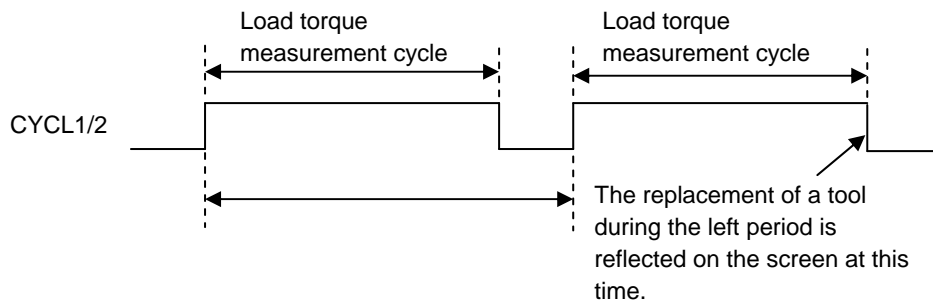 Load torque
measurement cycle
Load torque
measurement cycle
CYCL1/2
The replacement of a tool
during the left period is
reflected on the screen at this
time.